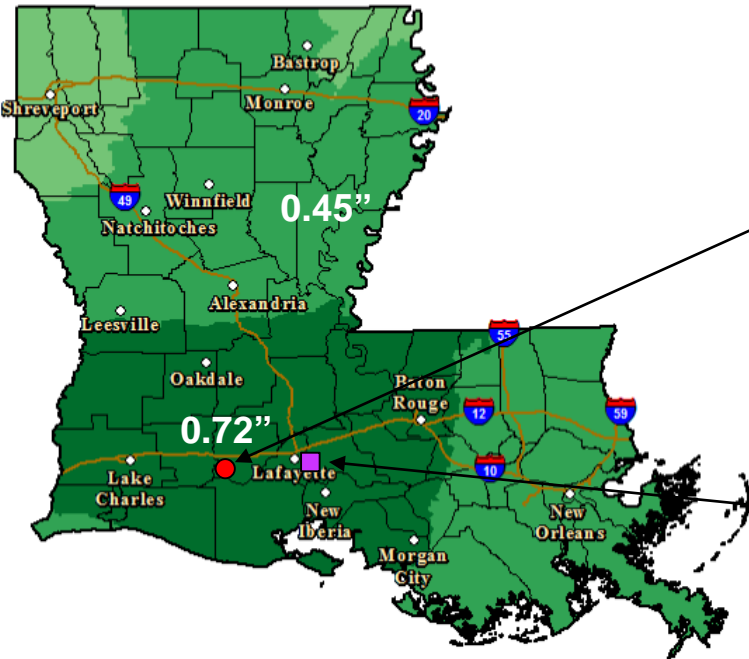 Bastrop
Shreveport
Monroe
20
49
Winnfield
0.45”
Natchitoches
Alexandria
Leesville
55
Oakdale
Baton
Rouge
12
59
0.72”
Lake
Charles
Lafayette
10
New
Iberia
New
Orleans
Morgan
City